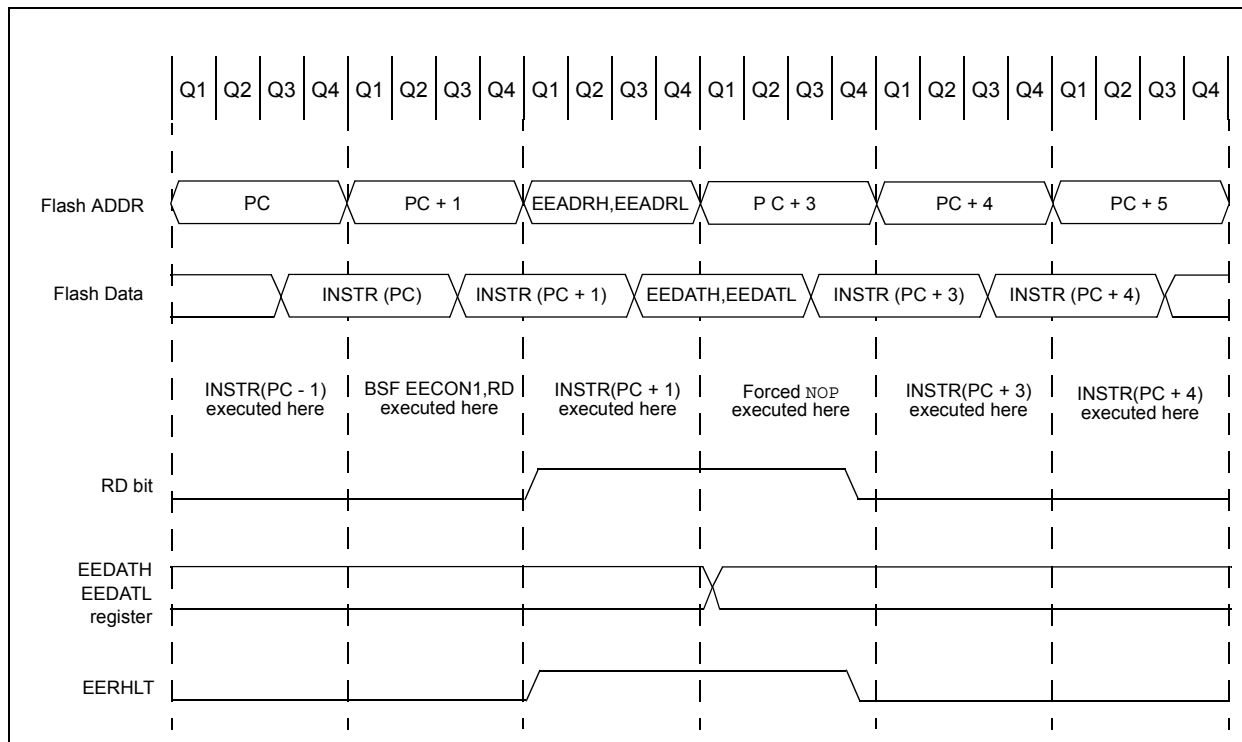 Q1 Q2 Q3 Q4 Q1 Q2 Q3 Q4 Q1 Q2 Q3 Q4 Q1 Q2 Q3 Q4 Q1 Q2 Q3 Q4 Q1 Q2 Q3 Q4
Flash ADDR PC PC + 1 EEADRH,EEADRL P C + 3 PC + 4 PC + 5
Flash Data INSTR (PC) INSTR (PC + 1) EEDATH,EEDATL INSTR (PC + 3) INSTR (PC + 4)
INSTR(PC - 1) BSF EECON1,RD INSTR(PC + 1) Forced NOP INSTR(PC + 3) INSTR(PC + 4)
executed here executed here executed here executed here executed here executed here
RD bit
EEDATH
EEDATL
register
EERHLT